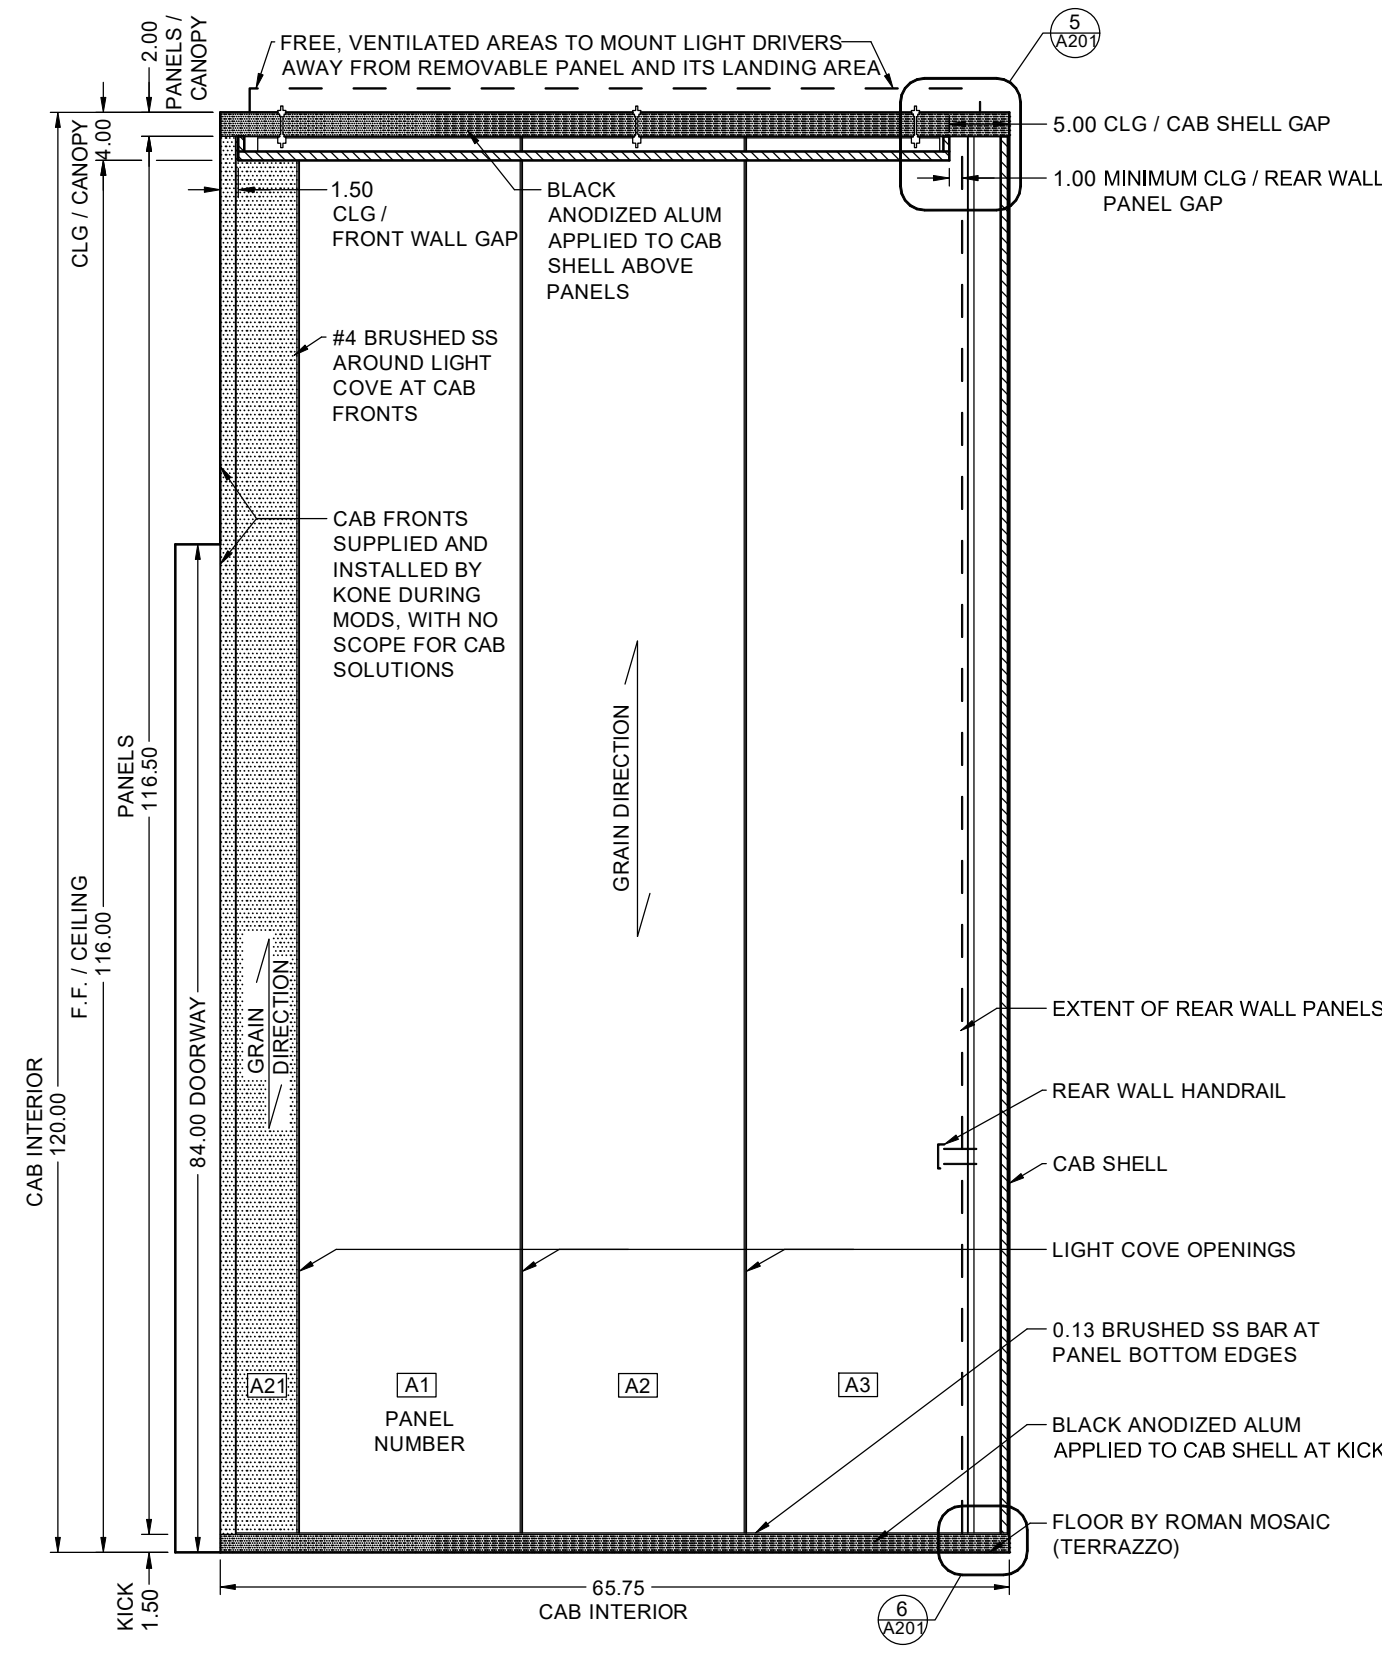 5
A201
2.00
PANELS /
CANOPY
FREE, VENTILATED AREAS TO MOUNT LIGHT DRIVERS
AWAY FROM REMOVABLE PANEL AND ITS LANDING AREA
CLG / CANOPY
4.00
5.00 CLG / CAB SHELL GAP
1.00 MINIMUM CLG / REAR WALL
PANEL GAP
1.50
CLG /
FRONT WALL GAP
BLACK
ANODIZED ALUM
APPLIED TO CAB
SHELL ABOVE
PANELS
#4 BRUSHED SS
AROUND LIGHT
COVE AT CAB
FRONTS
CAB FRONTS
SUPPLIED AND
INSTALLED BY
KONE DURING
MODS, WITH NO
SCOPE FOR CAB
SOLUTIONS
GRAIN DIRECTION
PANELS
116.50
F.F. / CEILING
116.00
CAB INTERIOR
120.00
84.00 DOORWAY
GRAIN
DIRECTION
EXTENT OF REAR WALL PANELS
REAR WALL HANDRAIL
CAB SHELL
LIGHT COVE OPENINGS
0.13 BRUSHED SS BAR AT
PANEL BOTTOM EDGES
A21
A1
PANEL
NUMBER
A2
A3
BLACK ANODIZED ALUM
APPLIED TO CAB SHELL AT KICK
FLOOR BY ROMAN MOSAIC
(TERRAZZO)
KICK
1.50
65.75
CAB INTERIOR
6
A201